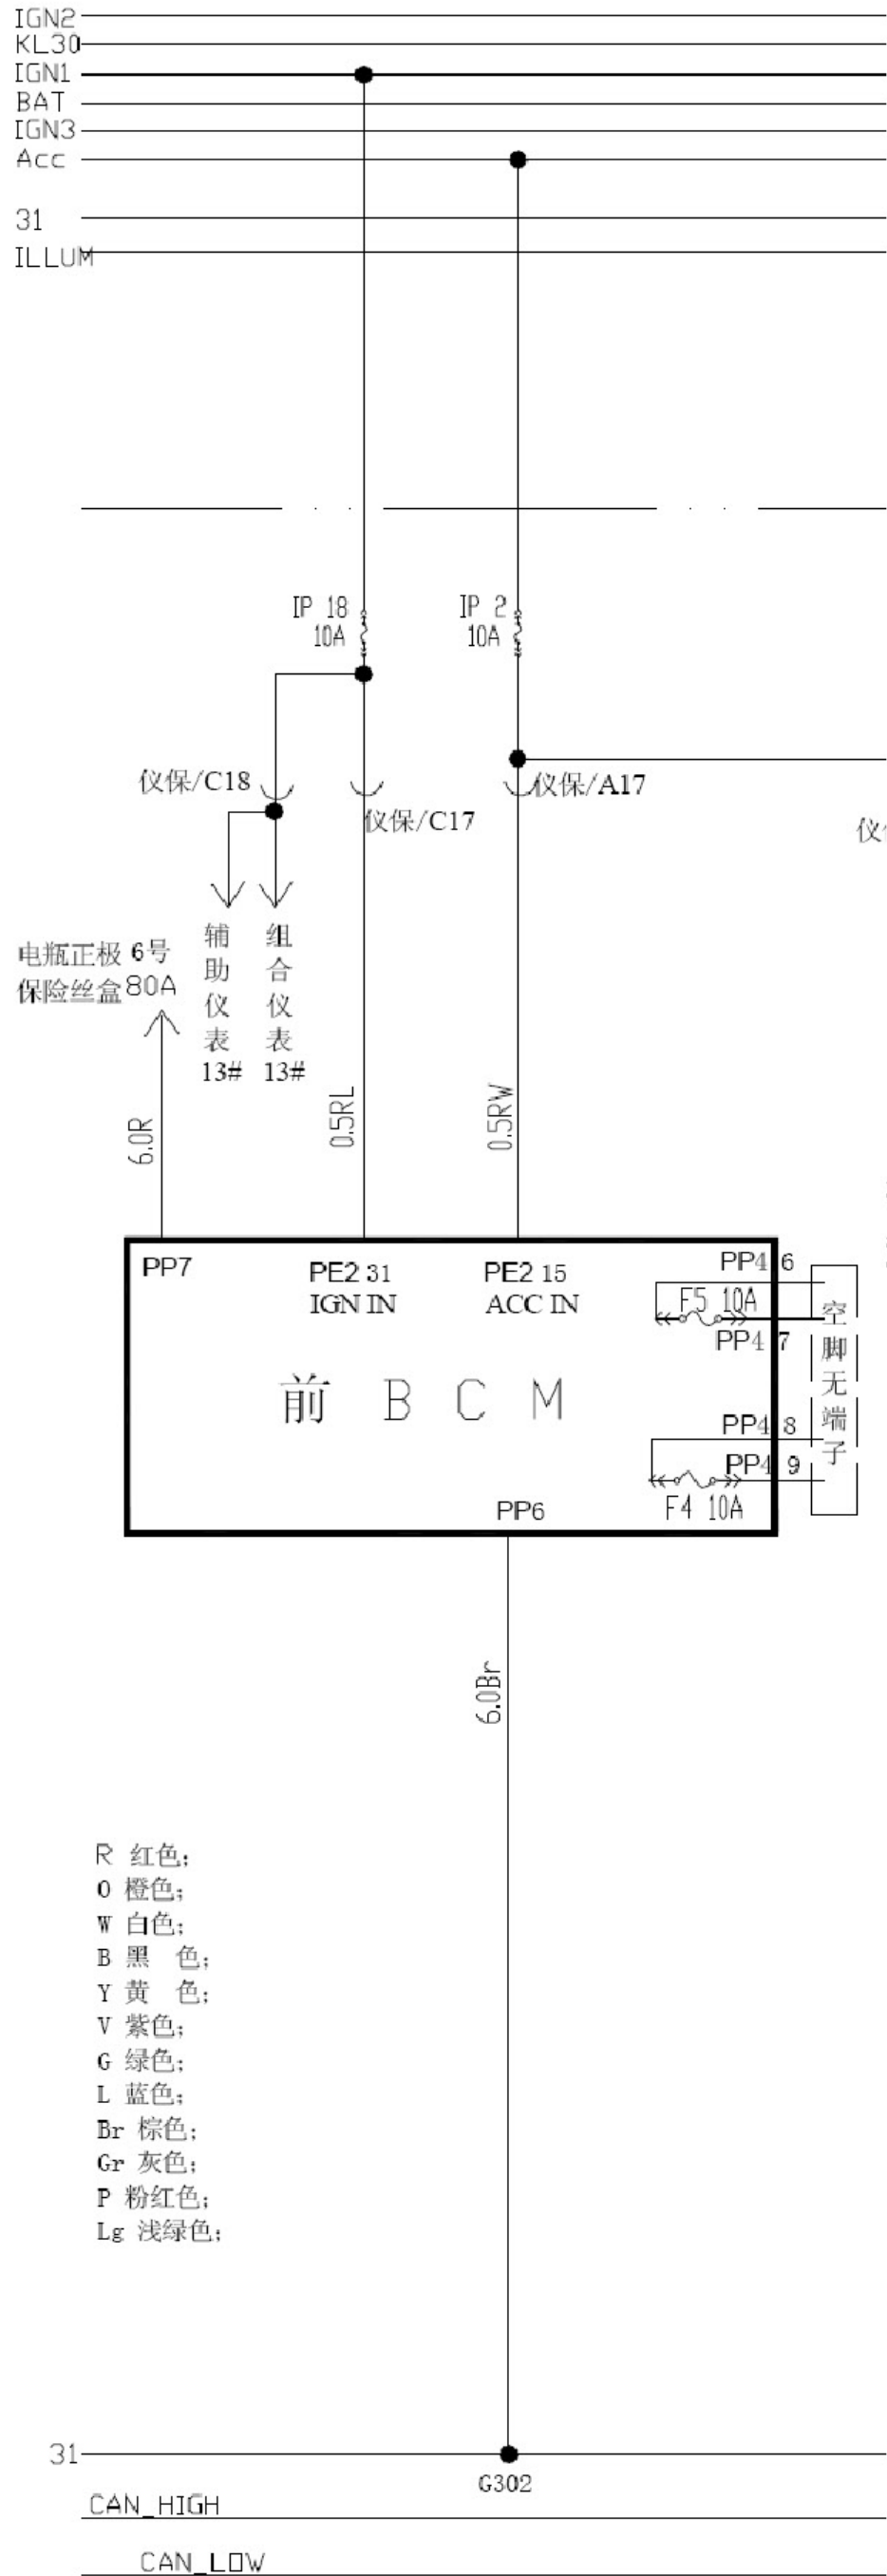 IGN2
KL30
IGN1
BAT
IGN3
Acc
31
ILLUM
IP 18
10A
IP 2
10A
仪保/C18
仪保/C17
仪保/A17
电瓶正极 6号
保险丝盒80A
辅助仪表13#
组合仪表13#
6.0R
0.5RL
0.5RW
PP7
PE2 31
IGN IN
PE2 15
ACC IN
PP4 6
F5 10A
PP4 7
空脚无端子
前 B C M
PP4 8
PP4 9
F4 10A
PP6
6.0Br
R 红色;
O 橙色;
W 白色;
B 黑 色;
Y 黄 色;
V 紫色;
G 绿色;
L 蓝色;
Br 棕色;
Gr 灰色;
P 粉红色;
Lg 浅绿色;
31
G302
CAN_HIGH
CAN_LOW